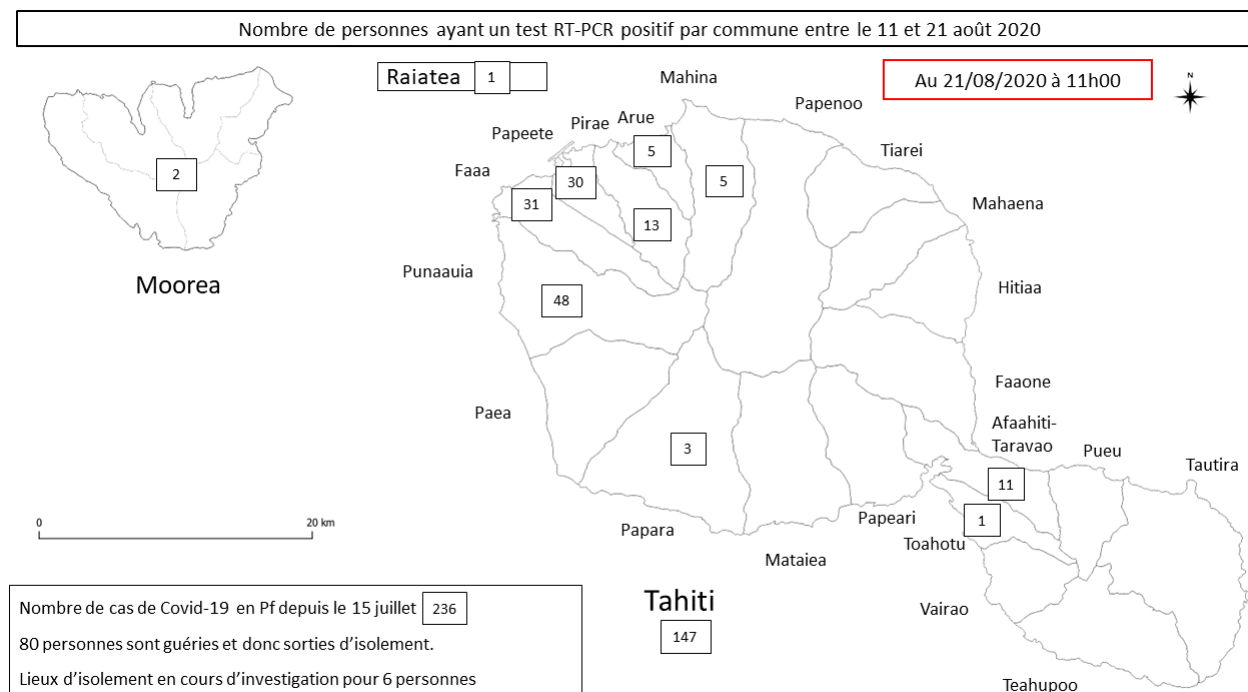 Nombre de personnes ayant un test RT-PCR positif par commune entre le 11 et 21 août 2020
Raiatea 1
Mahina
Au 21/08/2020 à 11h00
N
Papenoo
Arue
Pirae
Papeete
Tiarei
Faaa
5
30
5
2
31
Mahaena
13
Punaauia
Moorea
Hitiaa
48
Faaone
Paea
Afaahiti-
Taravao
Pueu
3
Tautira
11
0 20 km
1
Papara
Papeari
Toahotu
Mataiea
Vairao
Tahiti
147
Teahupoo
Nombre de cas de Covid-19 en Pf depuis le 15 juillet 236
80 personnes sont guéries et donc sorties d’isolement.
Lieux d’isolement en cours d’investigation pour 6 personnes